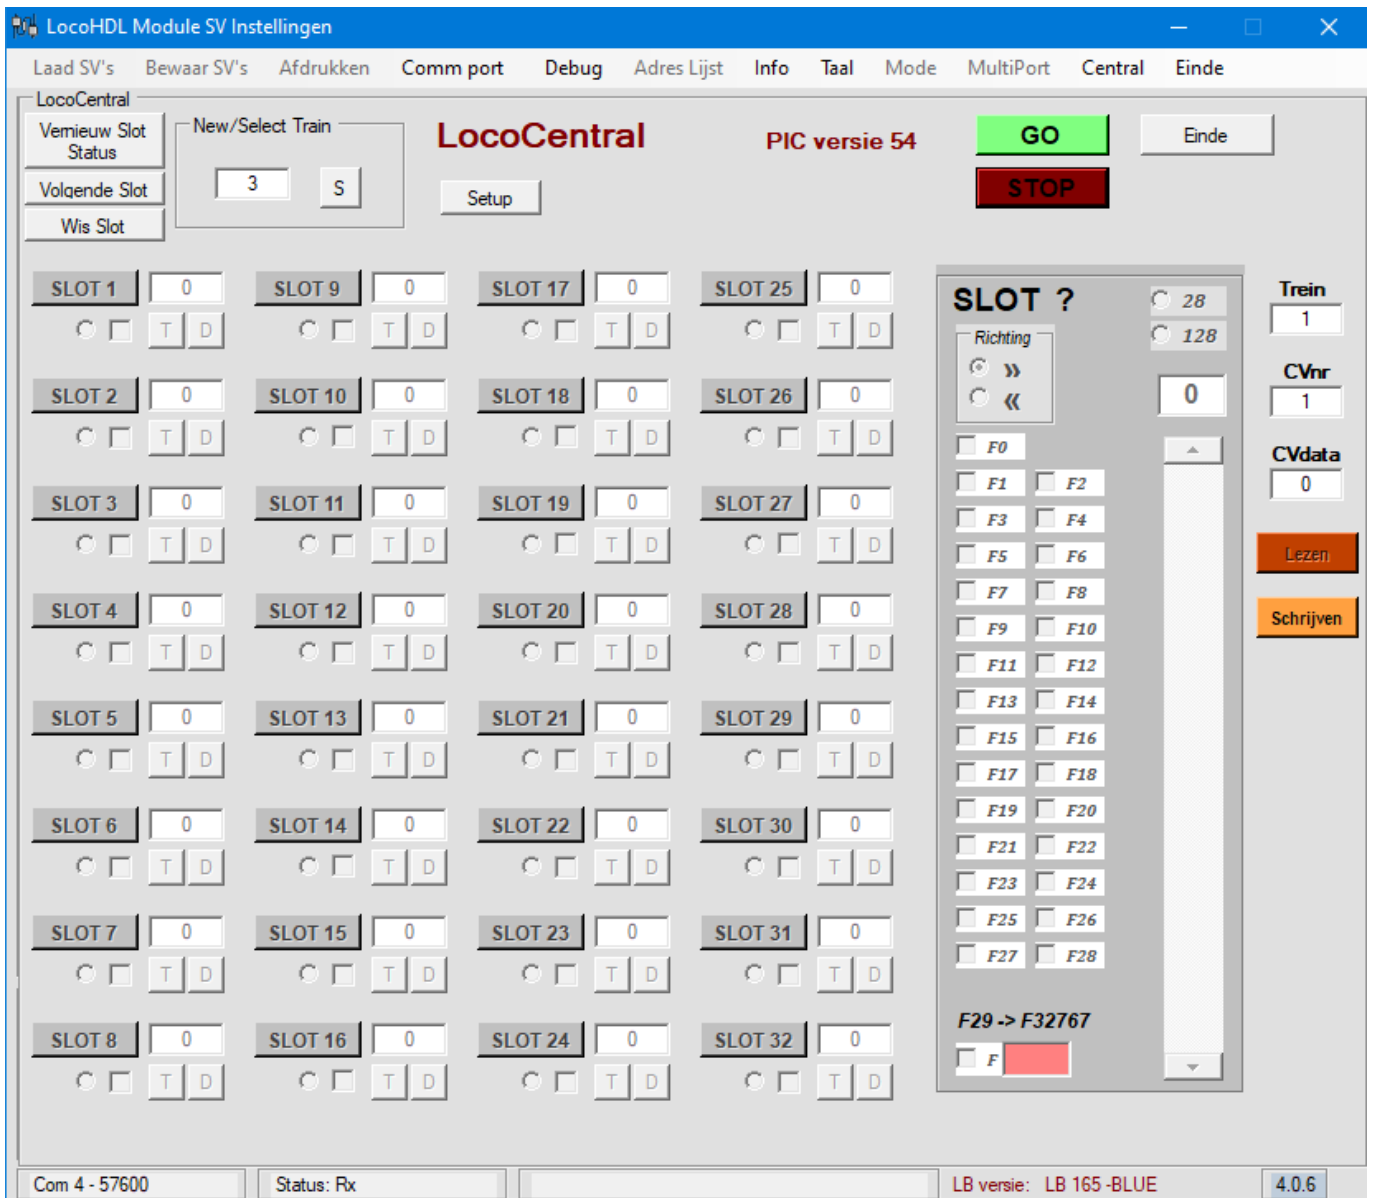 LocoHDL Module SV Instellingen
Laad SV's Bewaar SV's Afdrukken Comm port Debug Adres Lijst Info Taal Mode MultiPort Central Einde
LocoCentral
Vernieuw Slot Status
Volgende Slot
Wis Slot
New/Select Train
3 S
LocoCentral
Setup
PIC versie 54
GO
STOP
Einde
SLOT 1 0 SLOT 9 0 SLOT 17 0 SLOT 25 0
T D T D T D T D
SLOT 2 0 SLOT 10 0 SLOT 18 0 SLOT 26 0
T D T D T D T D
SLOT 3 0 SLOT 11 0 SLOT 19 0 SLOT 27 0
T D T D T D T D
SLOT 4 0 SLOT 12 0 SLOT 20 0 SLOT 28 0
T D T D T D T D
SLOT 5 0 SLOT 13 0 SLOT 21 0 SLOT 29 0
T D T D T D T D
SLOT 6 0 SLOT 14 0 SLOT 22 0 SLOT 30 0
T D T D T D T D
SLOT 7 0 SLOT 15 0 SLOT 23 0 SLOT 31 0
T D T D T D T D
SLOT 8 0 SLOT 16 0 SLOT 24 0 SLOT 32 0
T D T D T D T D
SLOT ?
28
128
Richting
»
«
0
F0
F1 F2
F3 F4
F5 F6
F7 F8
F9 F10
F11 F12
F13 F14
F15 F16
F17 F18
F19 F20
F21 F22
F23 F24
F25 F26
F27 F28
F29 -> F32767
F
Trein
1
CVnr
1
CVdata
0
Lezen
Schrijven
Com 4 - 57600 Status: Rx LB versie: LB 165 -BLUE 4.0.6